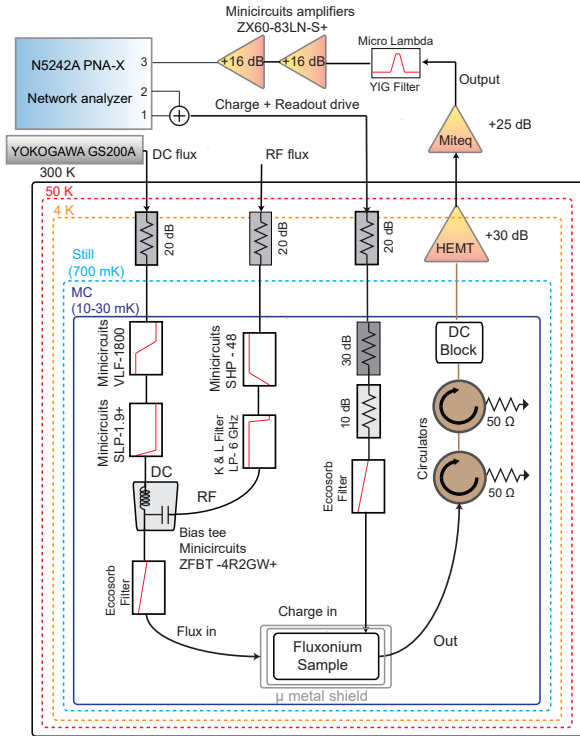 Minicircuits amplifiers
ZX60-83LN-S+
N5242A PNA-X
Network analyzer
3
2
1
+16 dB
+16 dB
Micro Lambda
YIG Filter
Output
Charge + Readout drive
Miteq
+25 dB
YOKOGAWA GS200A
DC flux
RF flux
300 K
50 K
4 K
20 dB
20 dB
20 dB
HEMT
+30 dB
Still
(700 mK)
MC
(10-30 mK)
Minicircuits
VLF-1800
Minicircuits
SHP - 48
30 dB
DC
Block
Minicircuits
SLP-1.9+
K & L Filter
LP- 6 GHz
10 dB
Circulators
50 Ω
50 Ω
DC
RF
Eccosorb
Filter
Bias tee
Minicircuits
ZFBT -4R2GW+
Eccosorb
Filter
Flux in
Charge in
Fluxonium
Sample
Out
μ metal shield